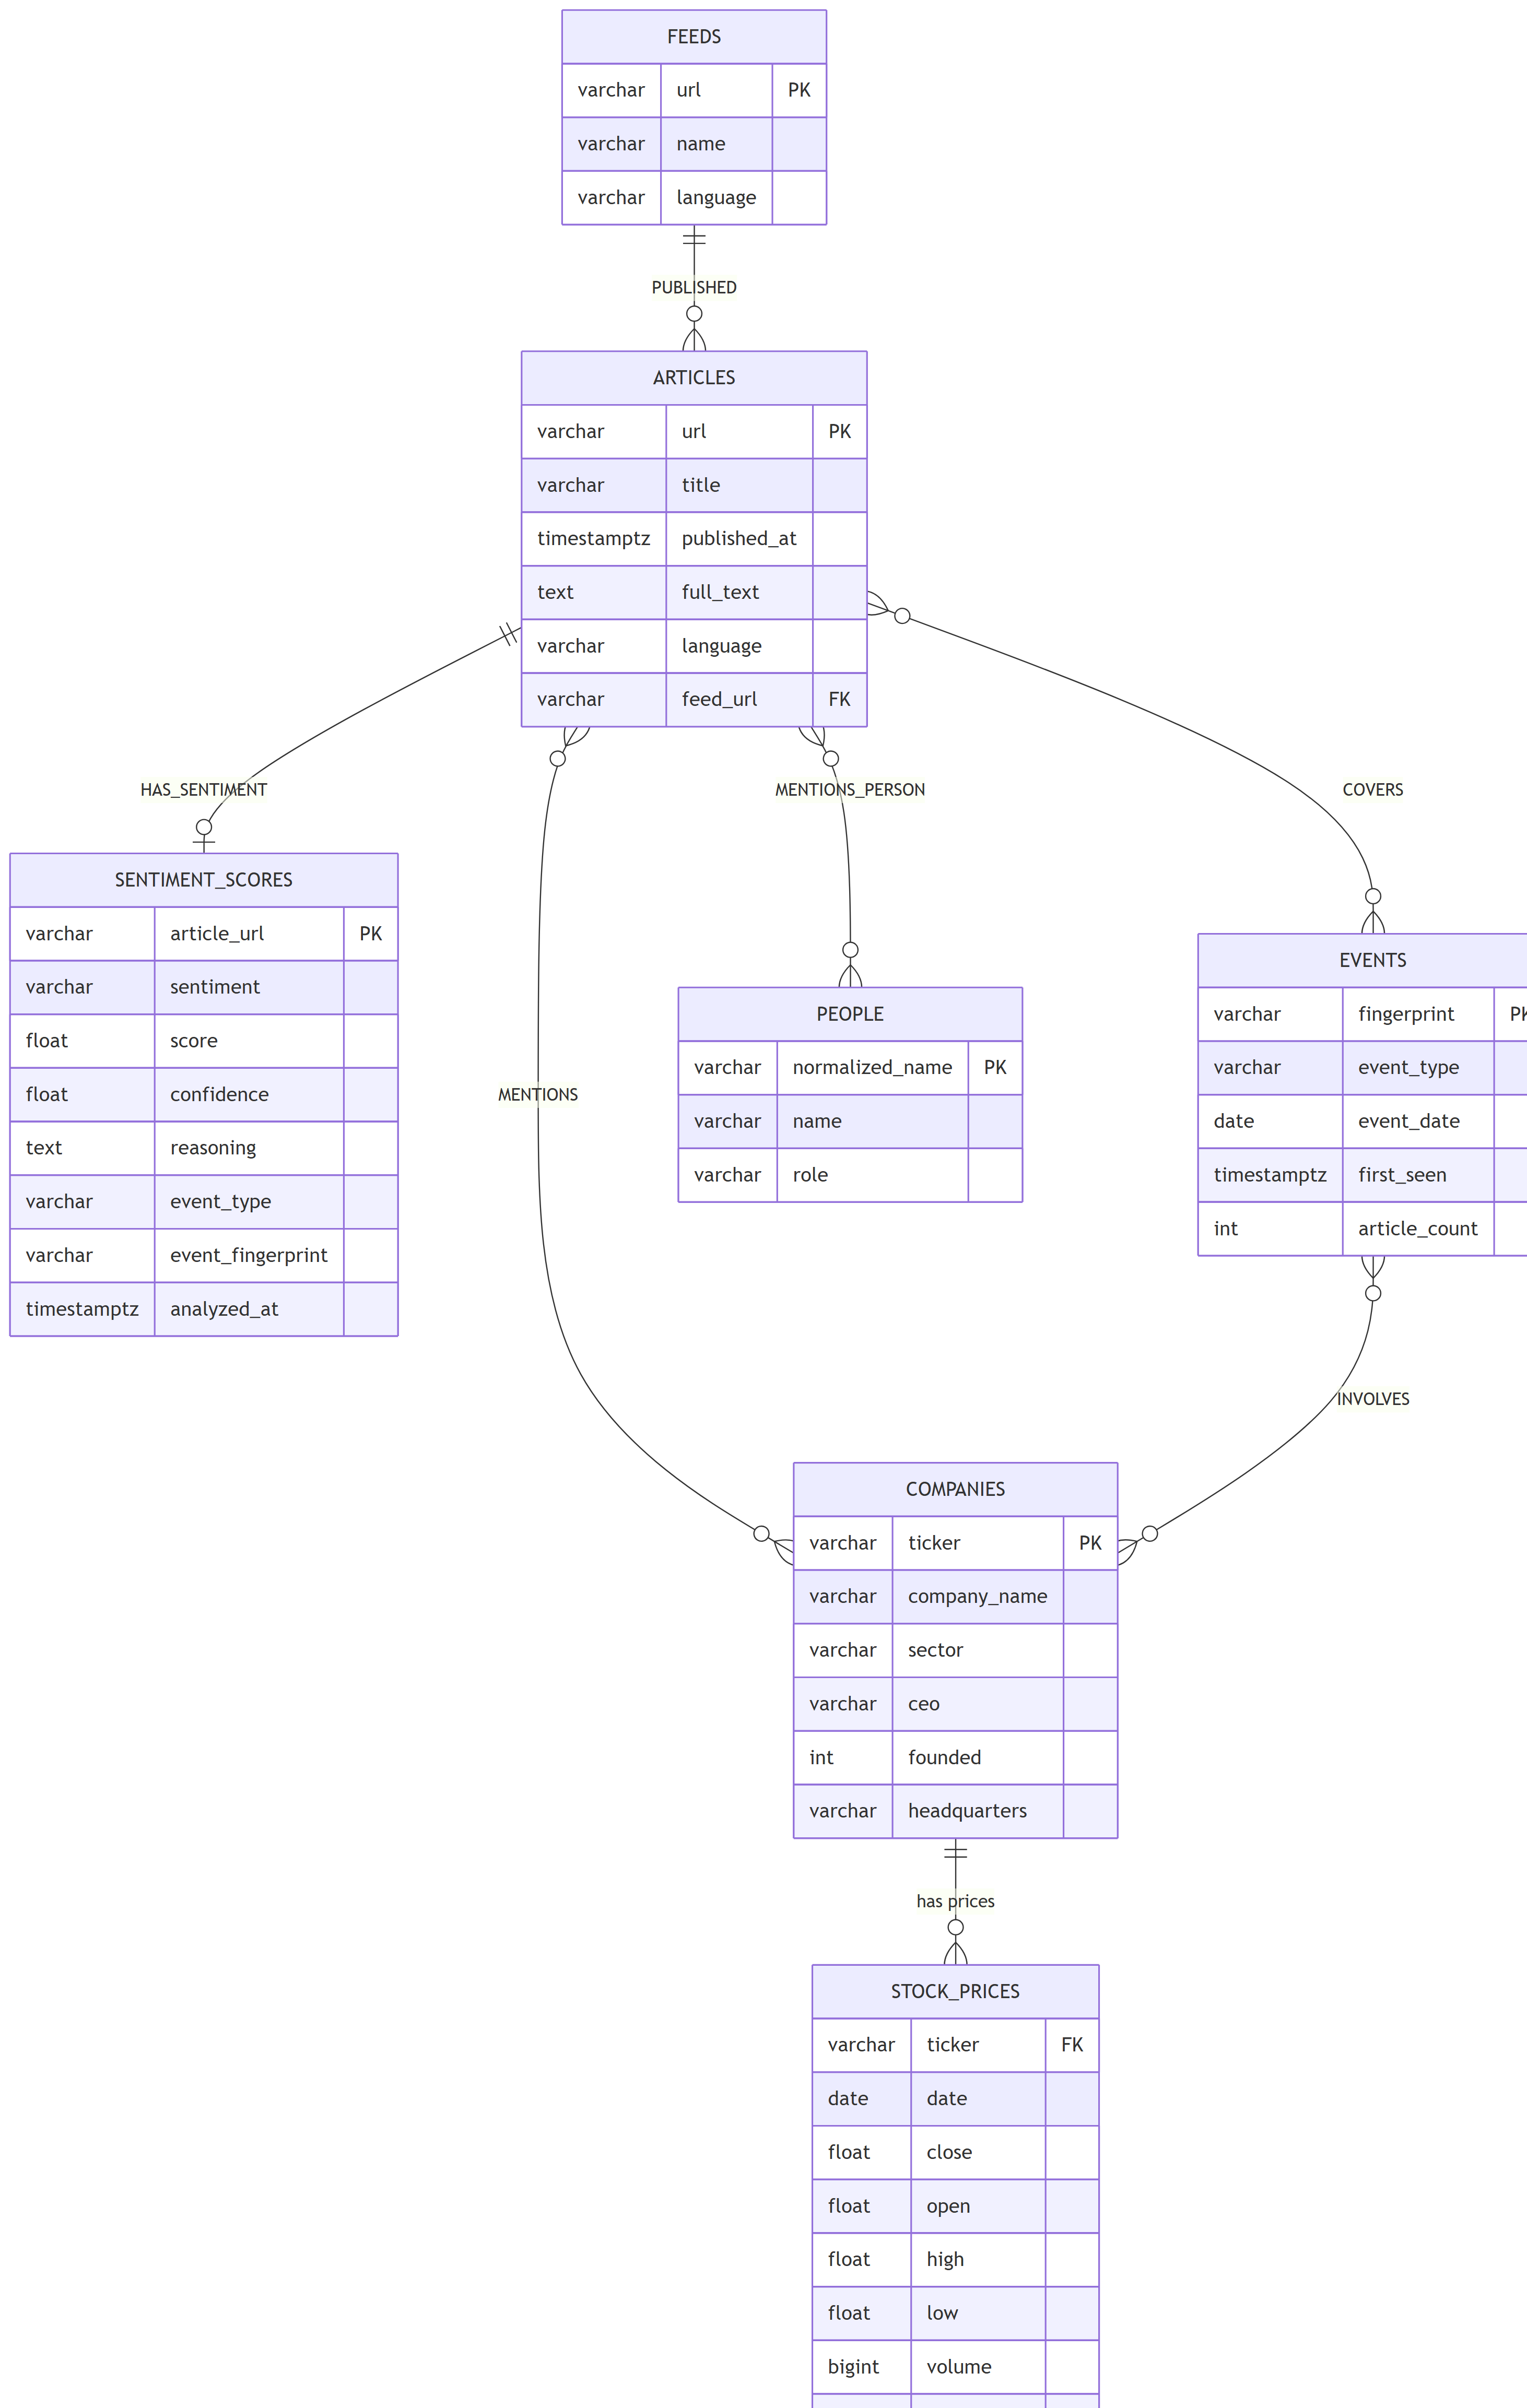 FEEDS
varchar url PK
varchar name
varchar language
PUBLISHED
ARTICLES
varchar url PK
varchar title
timestamptz published_at
text full_text
varchar language
varchar feed_url FK
HAS_SENTIMENT
MENTIONS_PERSON
COVERS
SENTIMENT_SCORES
varchar article_url PK
varchar sentiment
float score
float confidence
text reasoning
varchar event_type
varchar event_fingerprint
timestamptz analyzed_at
MENTIONS
PEOPLE
varchar normalized_name PK
varchar name
varchar role
EVENTS
varchar fingerprint PK
varchar event_type
date event_date
timestamptz first_seen
int article_count
INVOLVES
COMPANIES
varchar ticker PK
varchar company_name
varchar sector
varchar ceo
int founded
varchar headquarters
has prices
STOCK_PRICES
varchar ticker FK
date date
float close
float open
float high
float low
bigint volume